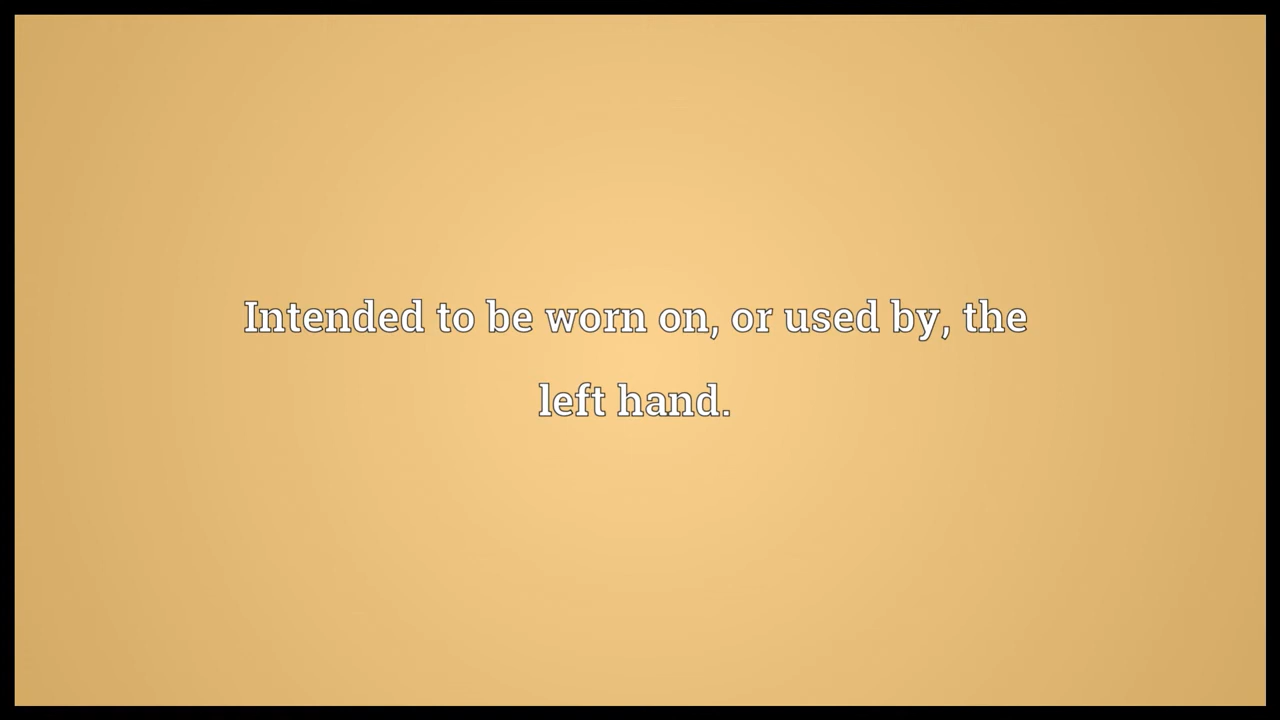 Intended to be worn on, or used by, the
left hand.